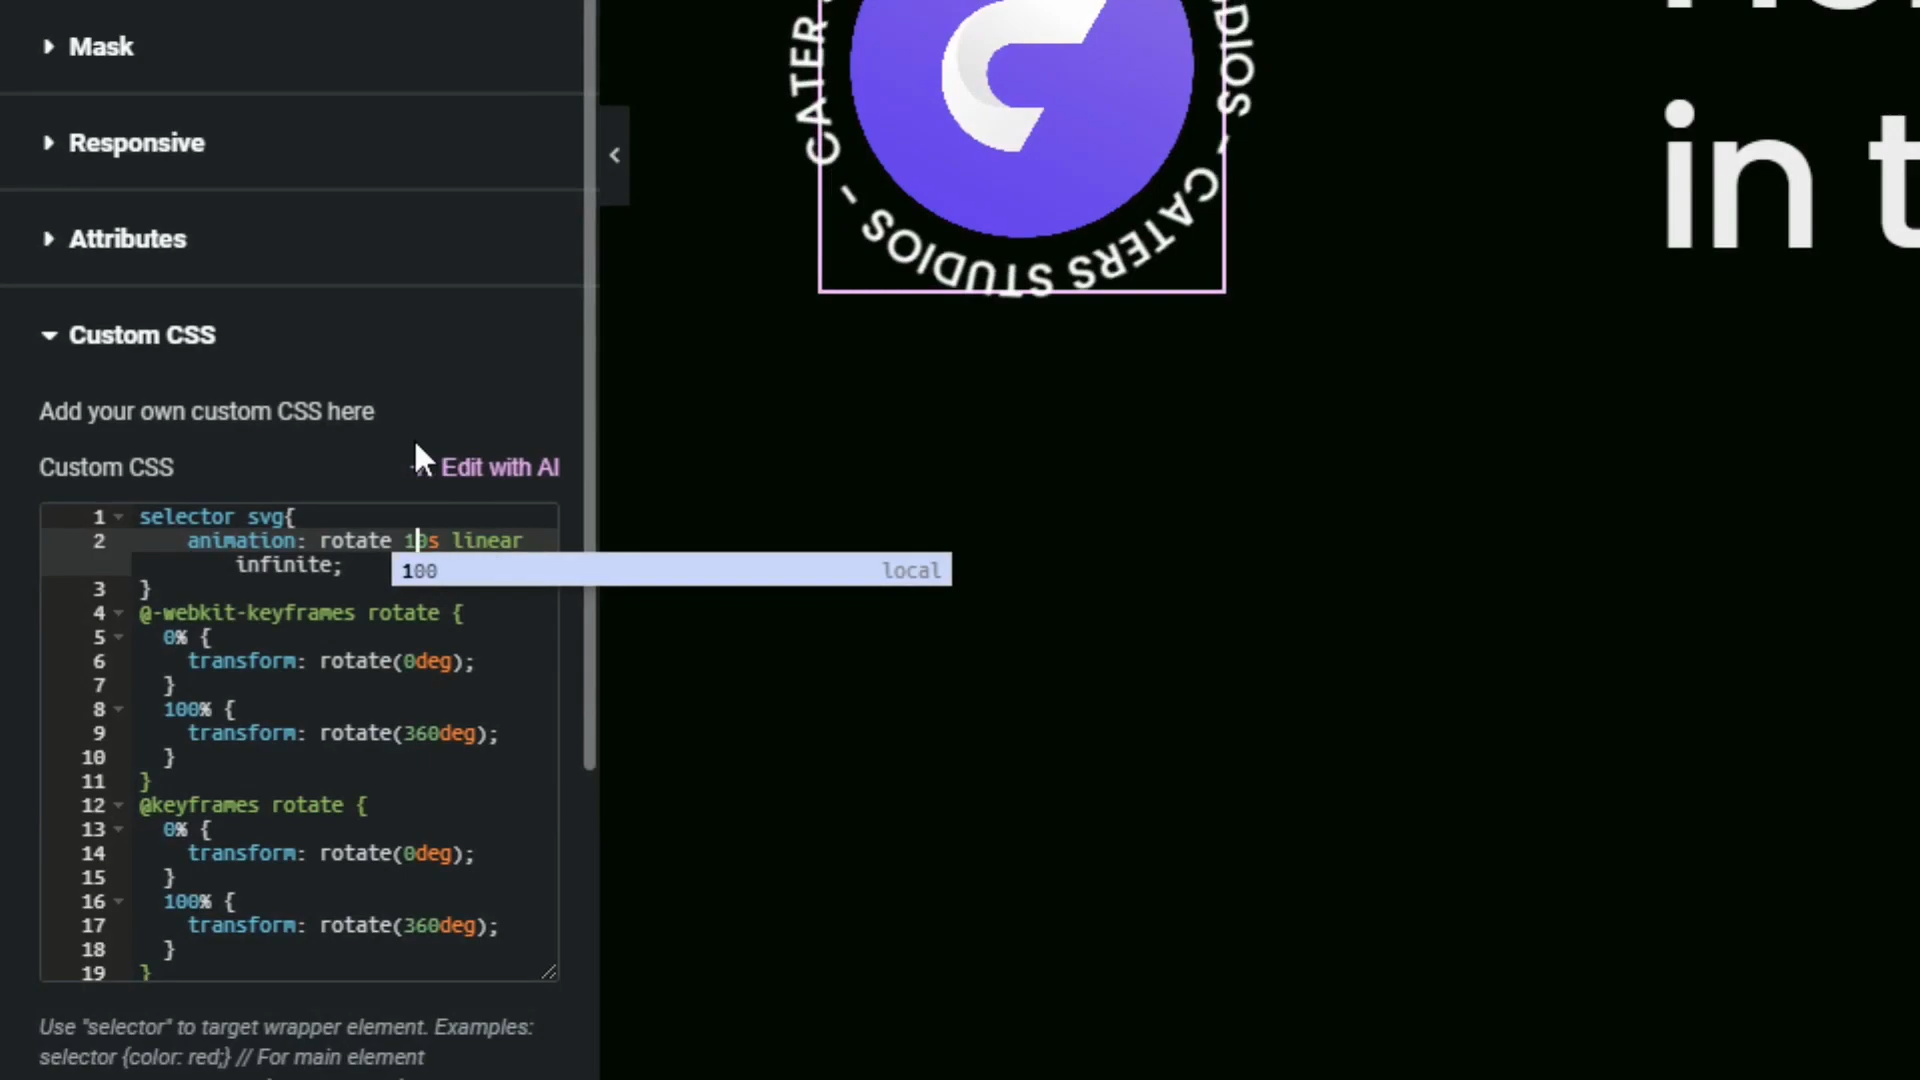 Mask
Responsive
Attributes
Custom CSS
Add your own custom CSS here
Custom CSS
Edit with AI
1 selector svg{
2 animation: rotate 10s linear
infinite;
100 local
3 }
4 @-webkit-keyframes rotate {
5 0% {
6 transform: rotate(0deg);
7 }
8 100% {
9 transform: rotate(360deg);
10 }
11 }
12 @keyframes rotate {
13 0% {
14 transform: rotate(0deg);
15 }
16 100% {
17 transform: rotate(360deg);
18 }
19 }
Use "selector" to target wrapper element. Examples:
selector {color: red;} // For main element
DIOS - CATERS STUDIOS - CATER
in t